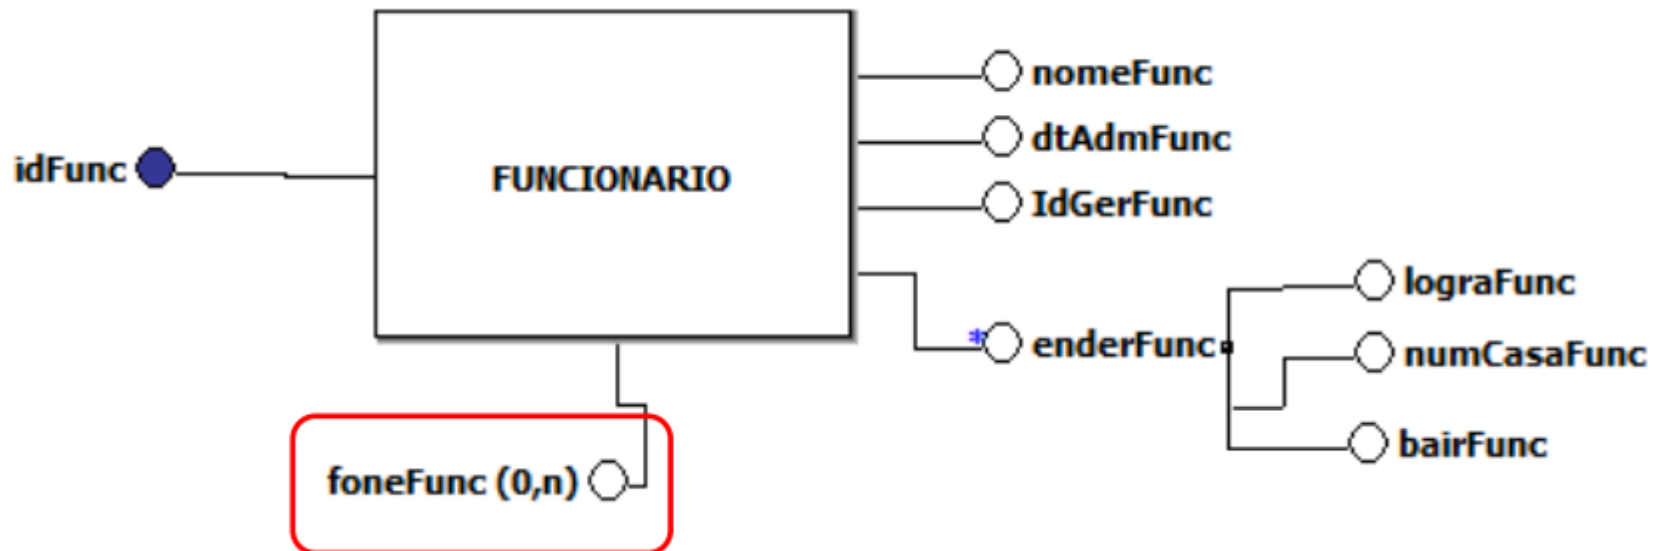 nomeFunc
dtAdmFunc
idFunc
FUNCIONARIO
IdGerFunc
lograFunc
* enderFunc
numCasaFunc
bairFunc
foneFunc (0,n)